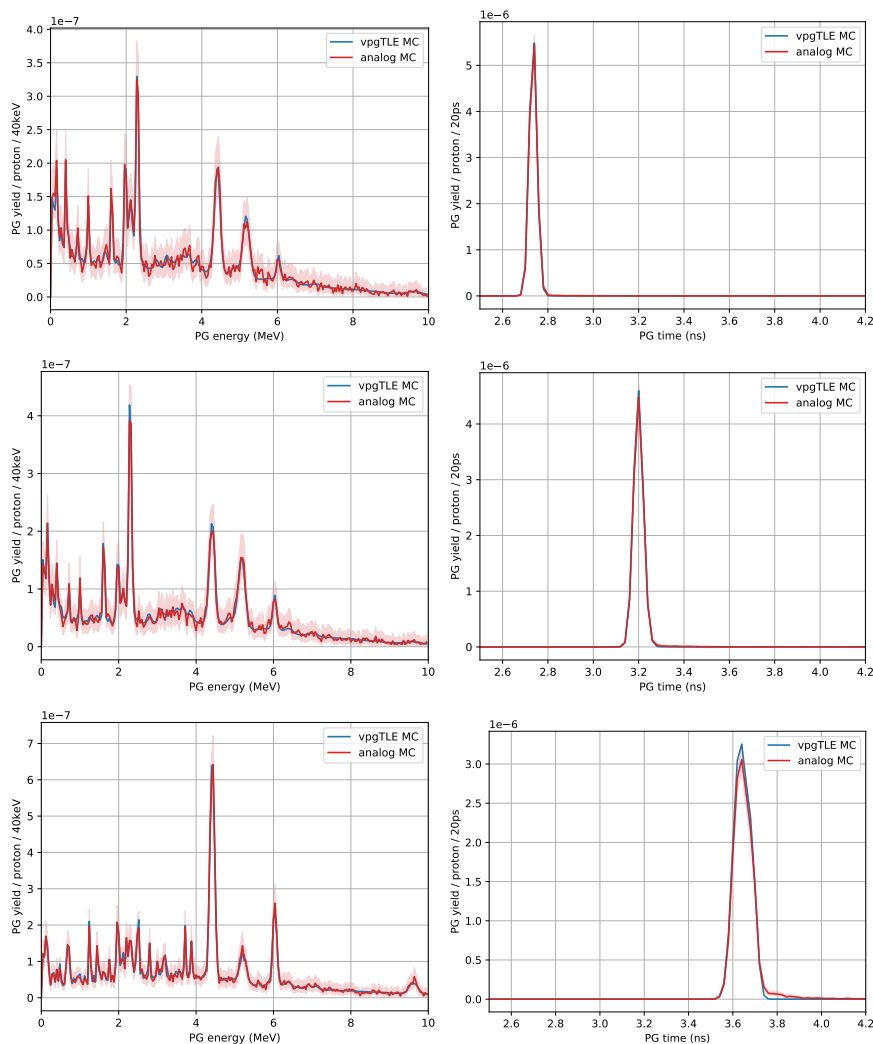 1e−7
4.0
3.5
3.0
2.5
2.0
1.5
1.0
0.5
0.0
PG yield / proton / 40keV
0 2 4 6 8 10
PG energy (MeV)
vpgTLE MC
analog MC
1e−6
5
4
3
2
1
0
PG yield / proton / 20ps
2.6 2.8 3.0 3.2 3.4 3.6 3.8 4.0 4.2
PG time (ns)
vpgTLE MC
analog MC
1e−7
4
3
2
1
0
PG yield / proton / 40keV
0 2 4 6 8 10
PG energy (MeV)
vpgTLE MC
analog MC
1e−6
5
4
3
2
1
0
PG yield / proton / 20ps
2.6 2.8 3.0 3.2 3.4 3.6 3.8 4.0 4.2
PG time (ns)
vpgTLE MC
analog MC
1e−7
7
6
5
4
3
2
1
0
PG yield / proton / 40keV
0 2 4 6 8 10
PG energy (MeV)
vpgTLE MC
analog MC
1e−6
3.0
2.5
2.0
1.5
1.0
0.5
0.0
PG yield / proton / 20ps
2.6 2.8 3.0 3.2 3.4 3.6 3.8 4.0 4.2
PG time (ns)
vpgTLE MC
analog MC